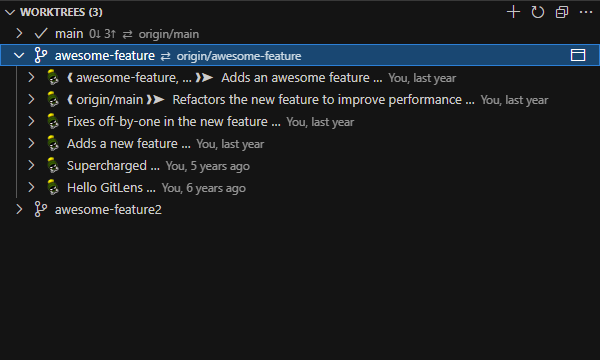 WORKTREES (3)
main 0↓ 3↑ ⇄ origin/main
awesome-feature ⇄ origin/awesome-feature
⟪ awesome-feature, ... ⟫➤ Adds an awesome feature ... You, last year
⟪ origin/main ⟫➤ Refactors the new feature to improve performance ... You, last year
Fixes off-by-one in the new feature ... You, last year
Adds a new feature ... You, last year
Supercharged ... You, 5 years ago
Hello GitLens ... You, 6 years ago
awesome-feature2